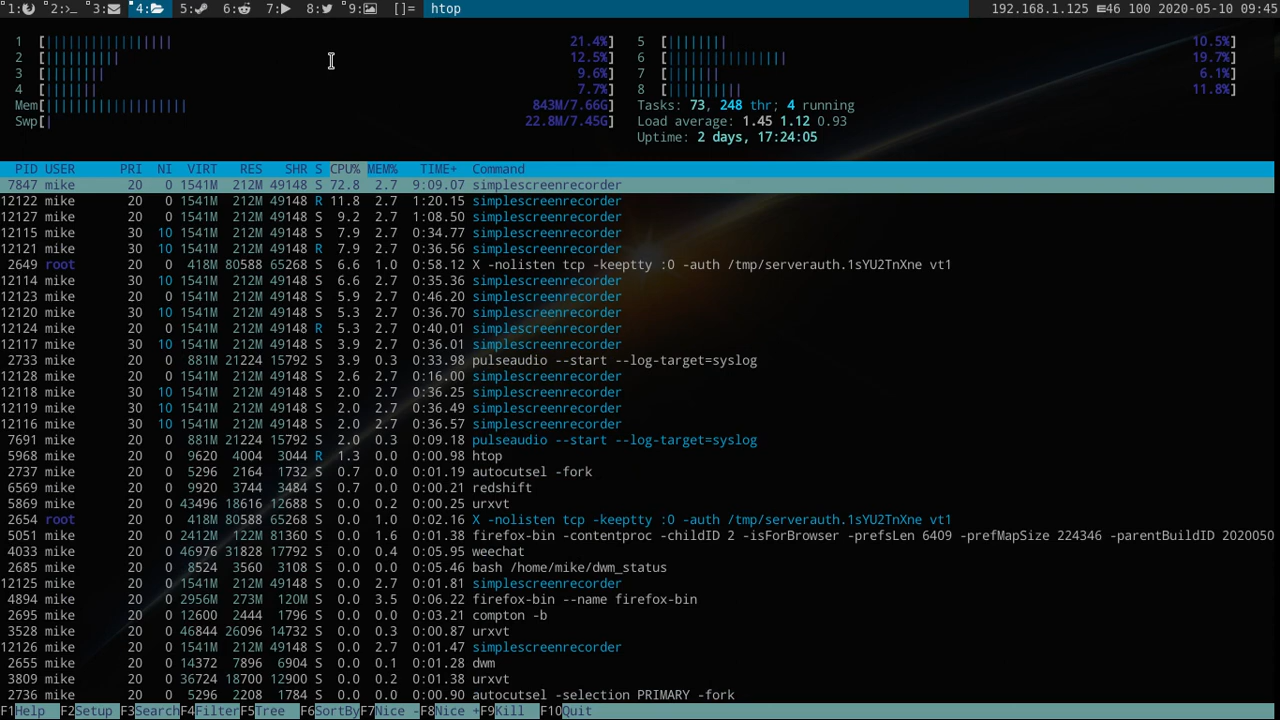 1: 2:>_ 3: 4: 5: 6: 7: 8: 9: []= htop 192.168.1.125 46 100 2020-05-10 09:45
1 [ 21.4%] 5 [ 10.5%]
2 [ 12.5%] 6 [ 19.7%]
3 [ 9.6%] 7 [ 6.1%]
4 [ 7.7%] 8 [ 11.8%]
Mem[ 843M/7.66G] Tasks: 73, 248 thr; 4 running
Swp[ 22.8M/7.45G] Load average: 1.45 1.12 0.93
Uptime: 2 days, 17:24:05
PID USER PRI NI VIRT RES SHR S CPU% MEM% TIME+ Command
7847 mike 20 0 1541M 212M 49148 S 72.8 2.7 9:09.07 simplescreenrecorder
12122 mike 20 0 1541M 212M 49148 R 11.8 2.7 1:20.15 simplescreenrecorder
12127 mike 20 0 1541M 212M 49148 S 9.2 2.7 1:08.50 simplescreenrecorder
12115 mike 30 10 1541M 212M 49148 S 7.9 2.7 0:34.77 simplescreenrecorder
12121 mike 30 10 1541M 212M 49148 R 7.9 2.7 0:36.56 simplescreenrecorder
2649 root 20 0 418M 80588 65268 S 6.6 1.0 0:58.12 X -nolisten tcp -keeptty :0 -auth /tmp/serverauth.1sYU2TnXne vt1
12114 mike 30 10 1541M 212M 49148 S 6.6 2.7 0:35.36 simplescreenrecorder
12123 mike 20 0 1541M 212M 49148 S 5.9 2.7 0:46.20 simplescreenrecorder
12120 mike 30 10 1541M 212M 49148 S 5.3 2.7 0:36.70 simplescreenrecorder
12124 mike 20 0 1541M 212M 49148 R 5.3 2.7 0:40.01 simplescreenrecorder
12117 mike 30 10 1541M 212M 49148 S 3.9 2.7 0:36.01 simplescreenrecorder
2733 mike 20 0 881M 21224 15792 S 3.9 0.3 0:33.98 pulseaudio --start --log-target=syslog
12128 mike 20 0 1541M 212M 49148 S 2.6 2.7 0:16.00 simplescreenrecorder
12118 mike 30 10 1541M 212M 49148 S 2.0 2.7 0:36.25 simplescreenrecorder
12119 mike 30 10 1541M 212M 49148 S 2.0 2.7 0:36.49 simplescreenrecorder
12116 mike 30 10 1541M 212M 49148 S 2.0 2.7 0:36.57 simplescreenrecorder
7691 mike 20 0 881M 21224 15792 S 2.0 0.3 0:09.18 pulseaudio --start --log-target=syslog
5968 mike 20 0 9620 4004 3044 R 1.3 0.0 0:00.98 htop
2737 mike 20 0 5296 2164 1732 S 0.7 0.0 0:01.19 autocutsel -fork
6569 mike 20 0 9920 3744 3484 S 0.7 0.0 0:00.21 redshift
5869 mike 20 0 43496 18616 12688 S 0.0 0.2 0:00.25 urxvt
2654 root 20 0 418M 80588 65268 S 0.0 1.0 0:02.16 X -nolisten tcp -keeptty :0 -auth /tmp/serverauth.1sYU2TnXne vt1
5051 mike 20 0 2412M 122M 81360 S 0.0 1.6 0:01.38 firefox-bin -contentproc -childID 2 -isForBrowser -prefsLen 6409 -prefMapSize 224346 -parentBuildID 2020050
4033 mike 20 0 46976 31828 17792 S 0.0 0.4 0:05.95 weechat
2685 mike 20 0 8524 3560 3108 S 0.0 0.0 0:05.46 bash /home/mike/dwm_status
12125 mike 20 0 1541M 212M 49148 S 0.0 2.7 0:01.81 simplescreenrecorder
4894 mike 20 0 2956M 273M 120M S 0.0 3.5 0:06.22 firefox-bin --name firefox-bin
2695 mike 20 0 12600 2444 1796 S 0.0 0.0 0:03.21 compton -b
3528 mike 20 0 46844 26096 14732 S 0.0 0.3 0:00.87 urxvt
12126 mike 20 0 1541M 212M 49148 S 0.0 2.7 0:01.47 simplescreenrecorder
2655 mike 20 0 14372 7896 6904 S 0.0 0.1 0:01.28 dwm
3809 mike 20 0 36724 18700 12800 S 0.0 0.2 0:01.38 urxvt
2736 mike 20 0 5296 2208 1784 S 0.0 0.0 0:00.90 autocutsel -selection PRIMARY -fork
F1Help F2Setup F3SearchF4FilterF5Tree F6SortByF7Nice -F8Nice +F9Kill F10Quit